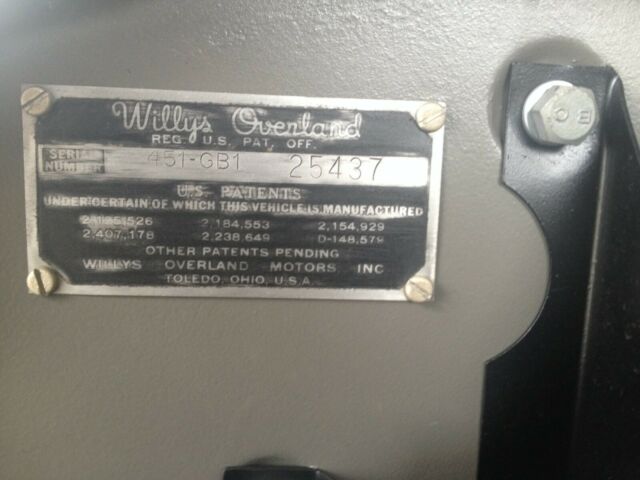 Willys Overland
REG. U.S. PAT. OFF.
SERIAL NUMBER 451-GB1 25437
U.S. PATENTS
UNDER CERTAIN OF WHICH THIS VEHICLE IS MANUFACTURED
2,184,553 2,154,929
2,407,178 2,238,649 D-148,579
OTHER PATENTS PENDING
WILLYS OVERLAND MOTORS INC
TOLEDO, OHIO, U.S.A.